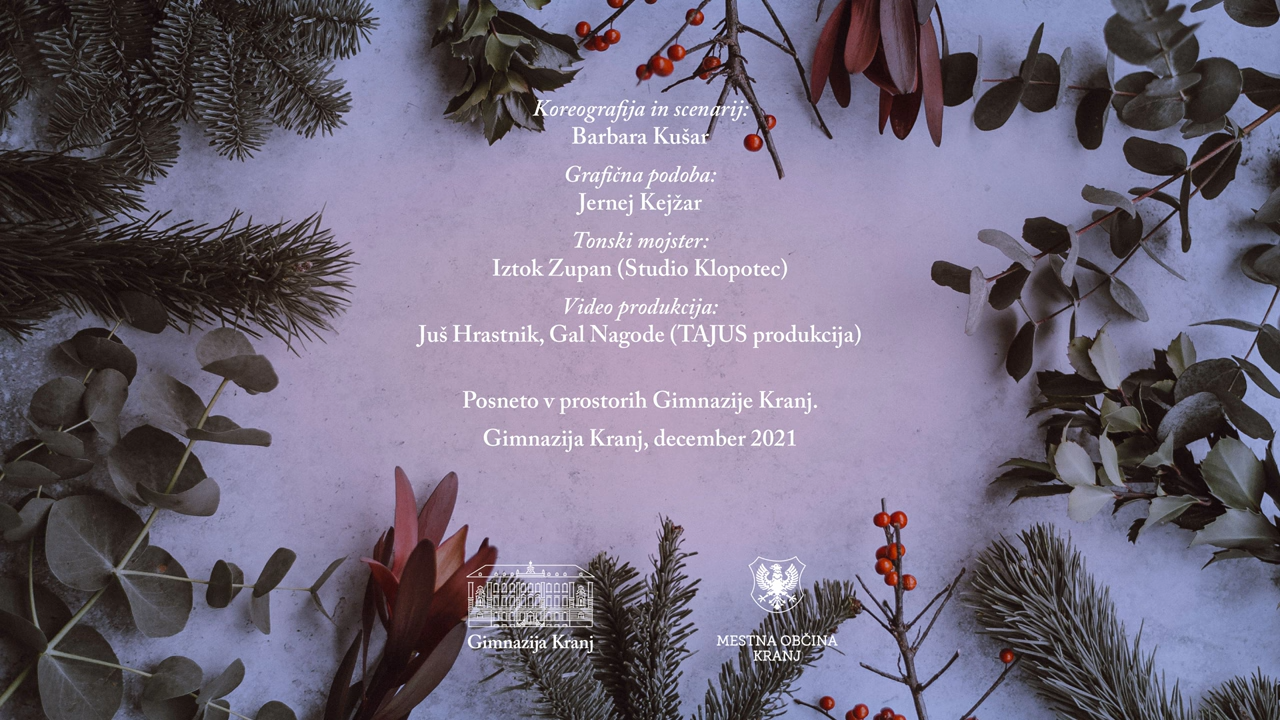 Koreografija in scenarij:
Barbara Kušar
Grafična podoba:
Jernej Kejžar
Tonski mojster:
Iztok Zupan (Studio Klopotec)
Video produkcija:
Juš Hrastnik, Gal Nagode (TAJUS produkcija)
Posneto v prostorih Gimnazije Kranj.
Gimnazija Kranj, december 2021
Gimnazija Kranj
MESTNA OBČINA
KRANJ